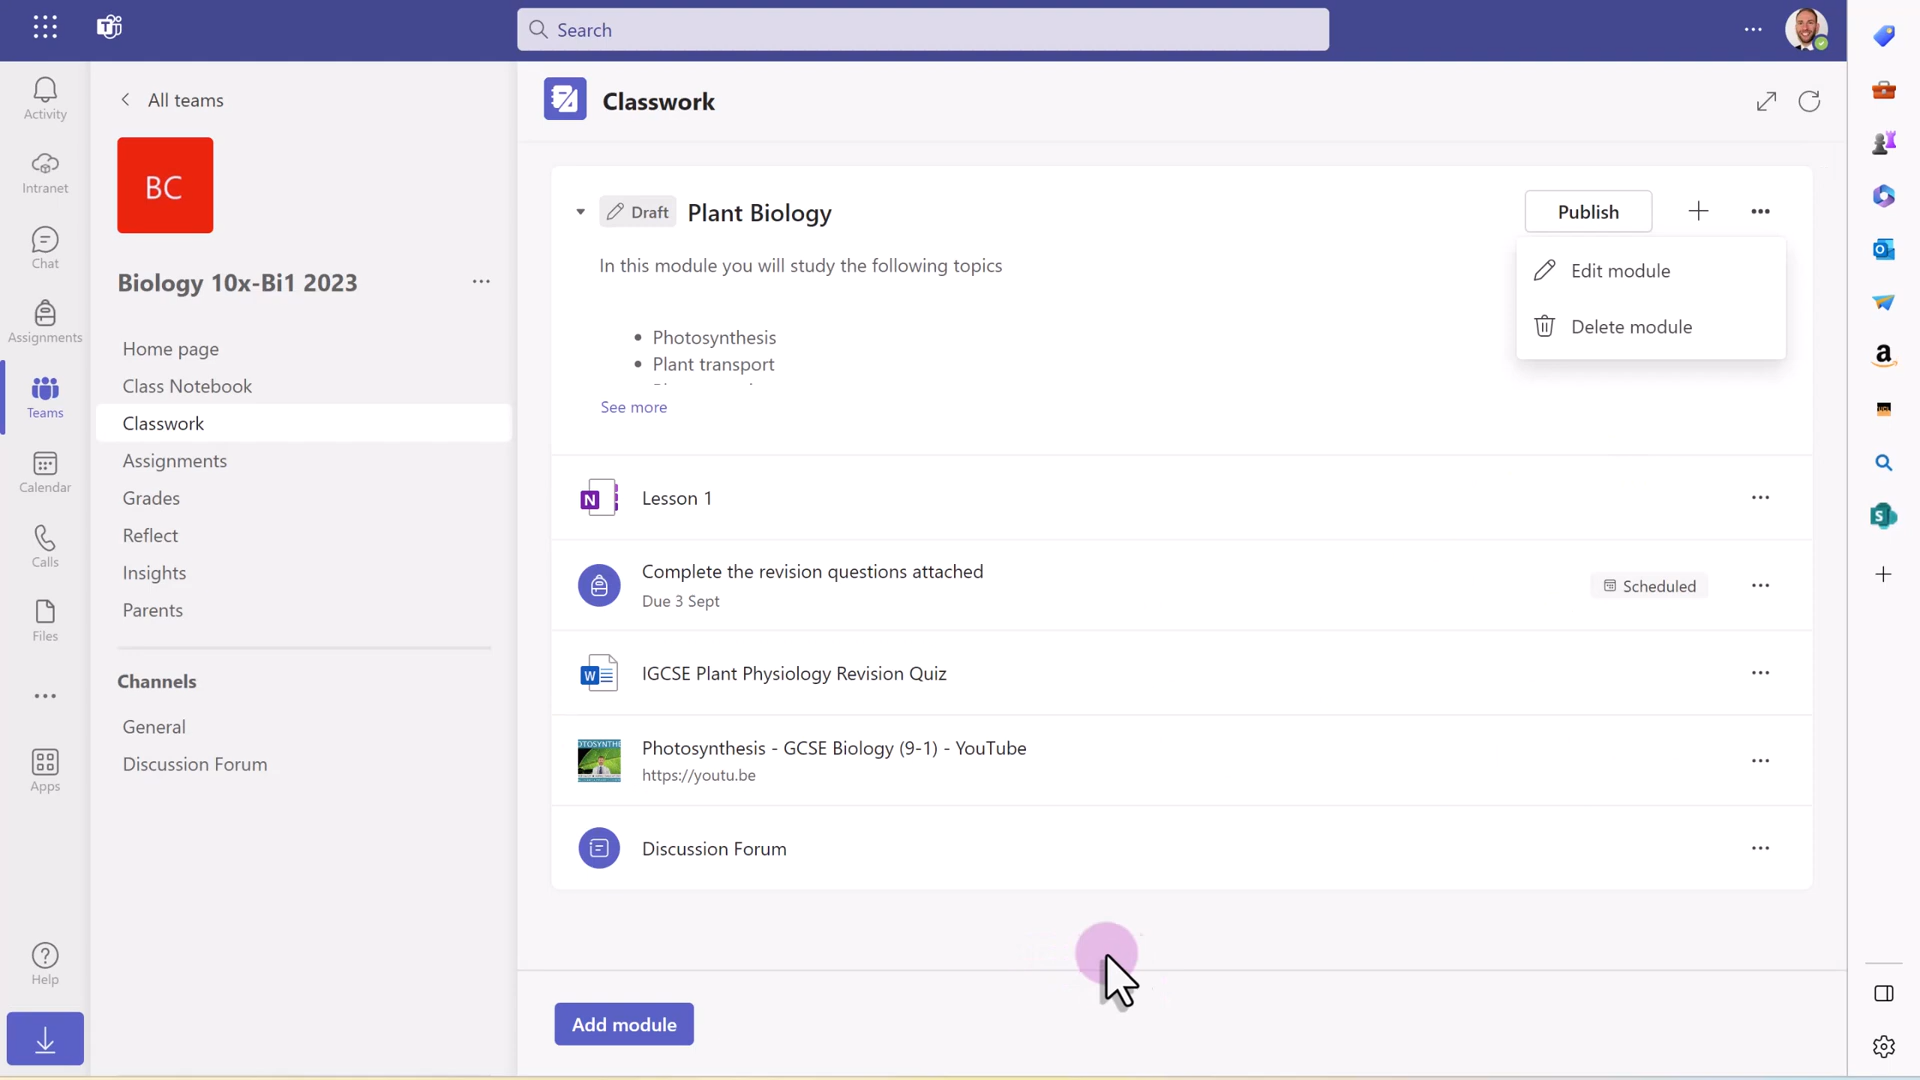 Search
Activity
Intranet
Chat
Assignments
Teams
Calendar
Calls
Files
Apps
Help
All teams
BC
Biology 10x-Bi1 2023
Home page
Class Notebook
Classwork
Assignments
Grades
Reflect
Insights
Parents
Channels
General
Discussion Forum
Classwork
Draft
Plant Biology
Publish
Edit module
Delete module
In this module you will study the following topics
• Photosynthesis
• Plant transport
See more
N
Lesson 1
Complete the revision questions attached
Due 3 Sept
Scheduled
W
IGCSE Plant Physiology Revision Quiz
Photosynthesis - GCSE Biology (9-1) - YouTube
https://youtu.be
Discussion Forum
Add module